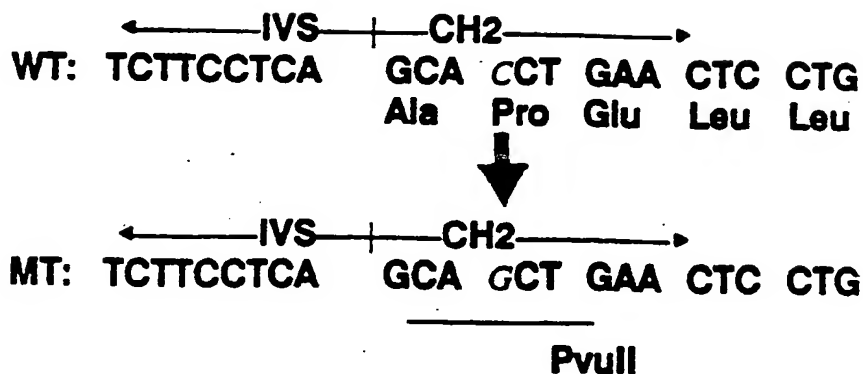 IVS CH2
WT: TCTTCCTCA GCA CCT GAA CTC CTG
Ala Pro Glu Leu Leu
IVS CH2
MT: TCTTCCTCA GCA GCT GAA CTC CTG
PvuII